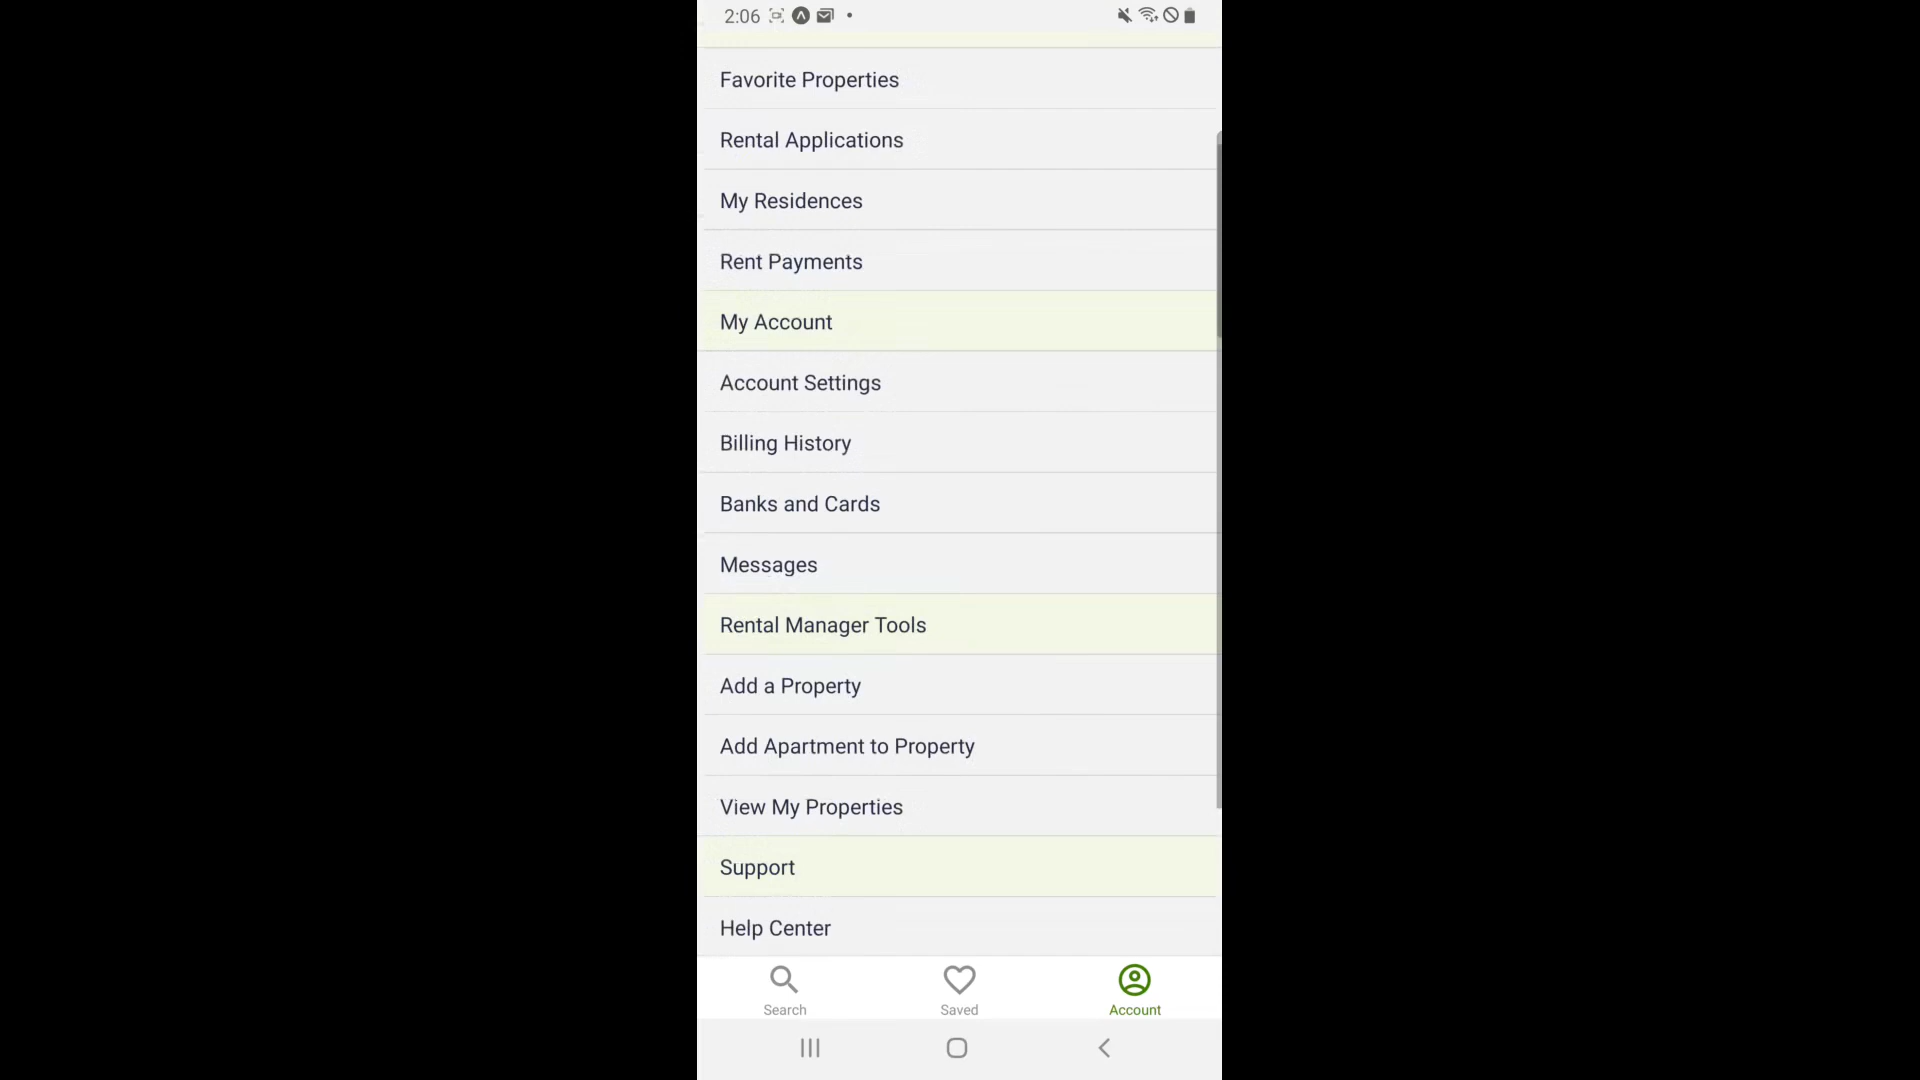 2:06
Favorite Properties
Rental Applications
My Residences
Rent Payments
My Account
Account Settings
Billing History
Banks and Cards
Messages
Rental Manager Tools
Add a Property
Add Apartment to Property
View My Properties
Support
Help Center
Search Saved Account